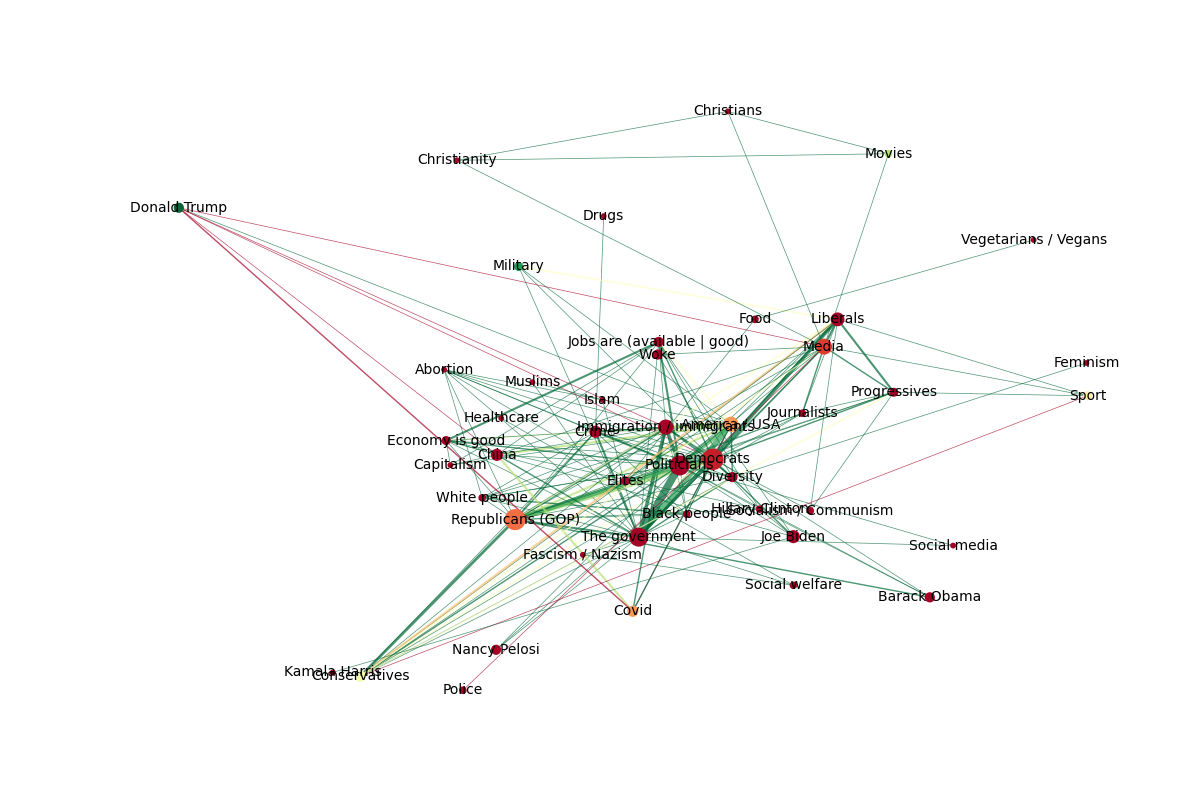 Christians
Movies
Christianity
Donald Trump
Drugs
Vegetarians / Vegans
Military
Food
Liberals
Jobs are (available | good)
Media
Woke
Feminism
Abortion
Muslims
Progressives
Sport
Islam
Healthcare
Journalists
Immigration / immigrants
America / USA
Crime
Economy is good
China
Democrats
Capitalism
Politicians
Diversity
Elites
White people
Hillary Clinton
Socialism / Communism
Black people
Republicans (GOP)
The government
Joe Biden
Social media
Fascism / Nazism
Social welfare
Barack Obama
Covid
Nancy Pelosi
Kamala Harris
Conservatives
Police